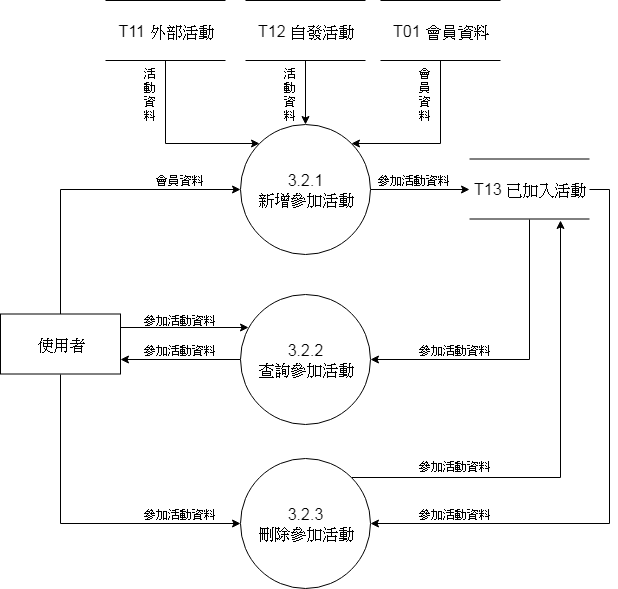 T11 外部活動
T12 自發活動
T01 會員資料
活動資料
活動資料
會員資料
3.2.1
新增參加活動
會員資料
參加活動資料
T13 已加入活動
使用者
參加活動資料
參加活動資料
3.2.2
查詢參加活動
參加活動資料
參加活動資料
3.2.3
刪除參加活動
參加活動資料
參加活動資料